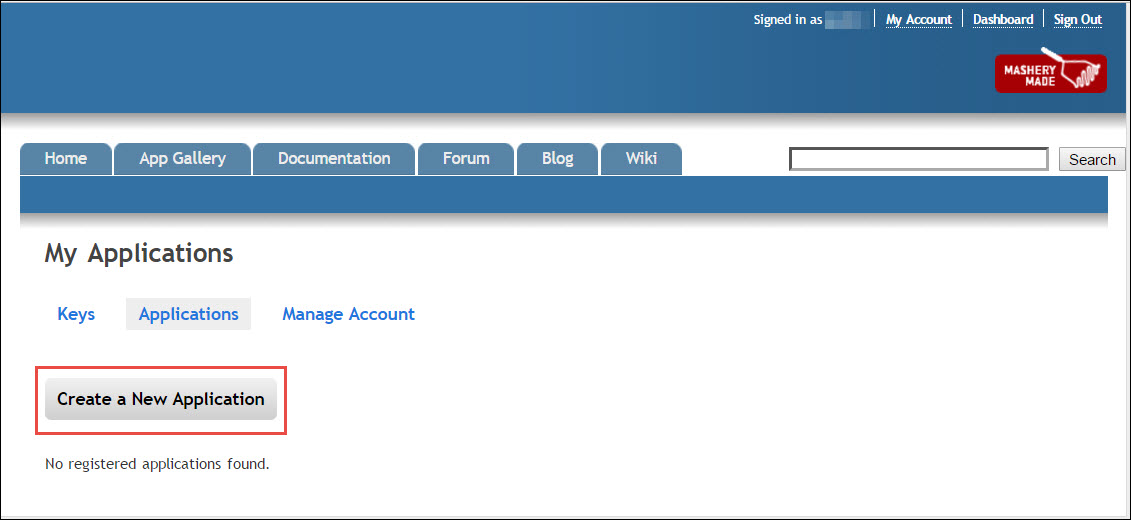 Signed in as My Account Dashboard Sign Out
MASHERY
MADE
Home App Gallery Documentation Forum Blog Wiki Search
My Applications
Keys Applications Manage Account
Create a New Application
No registered applications found.